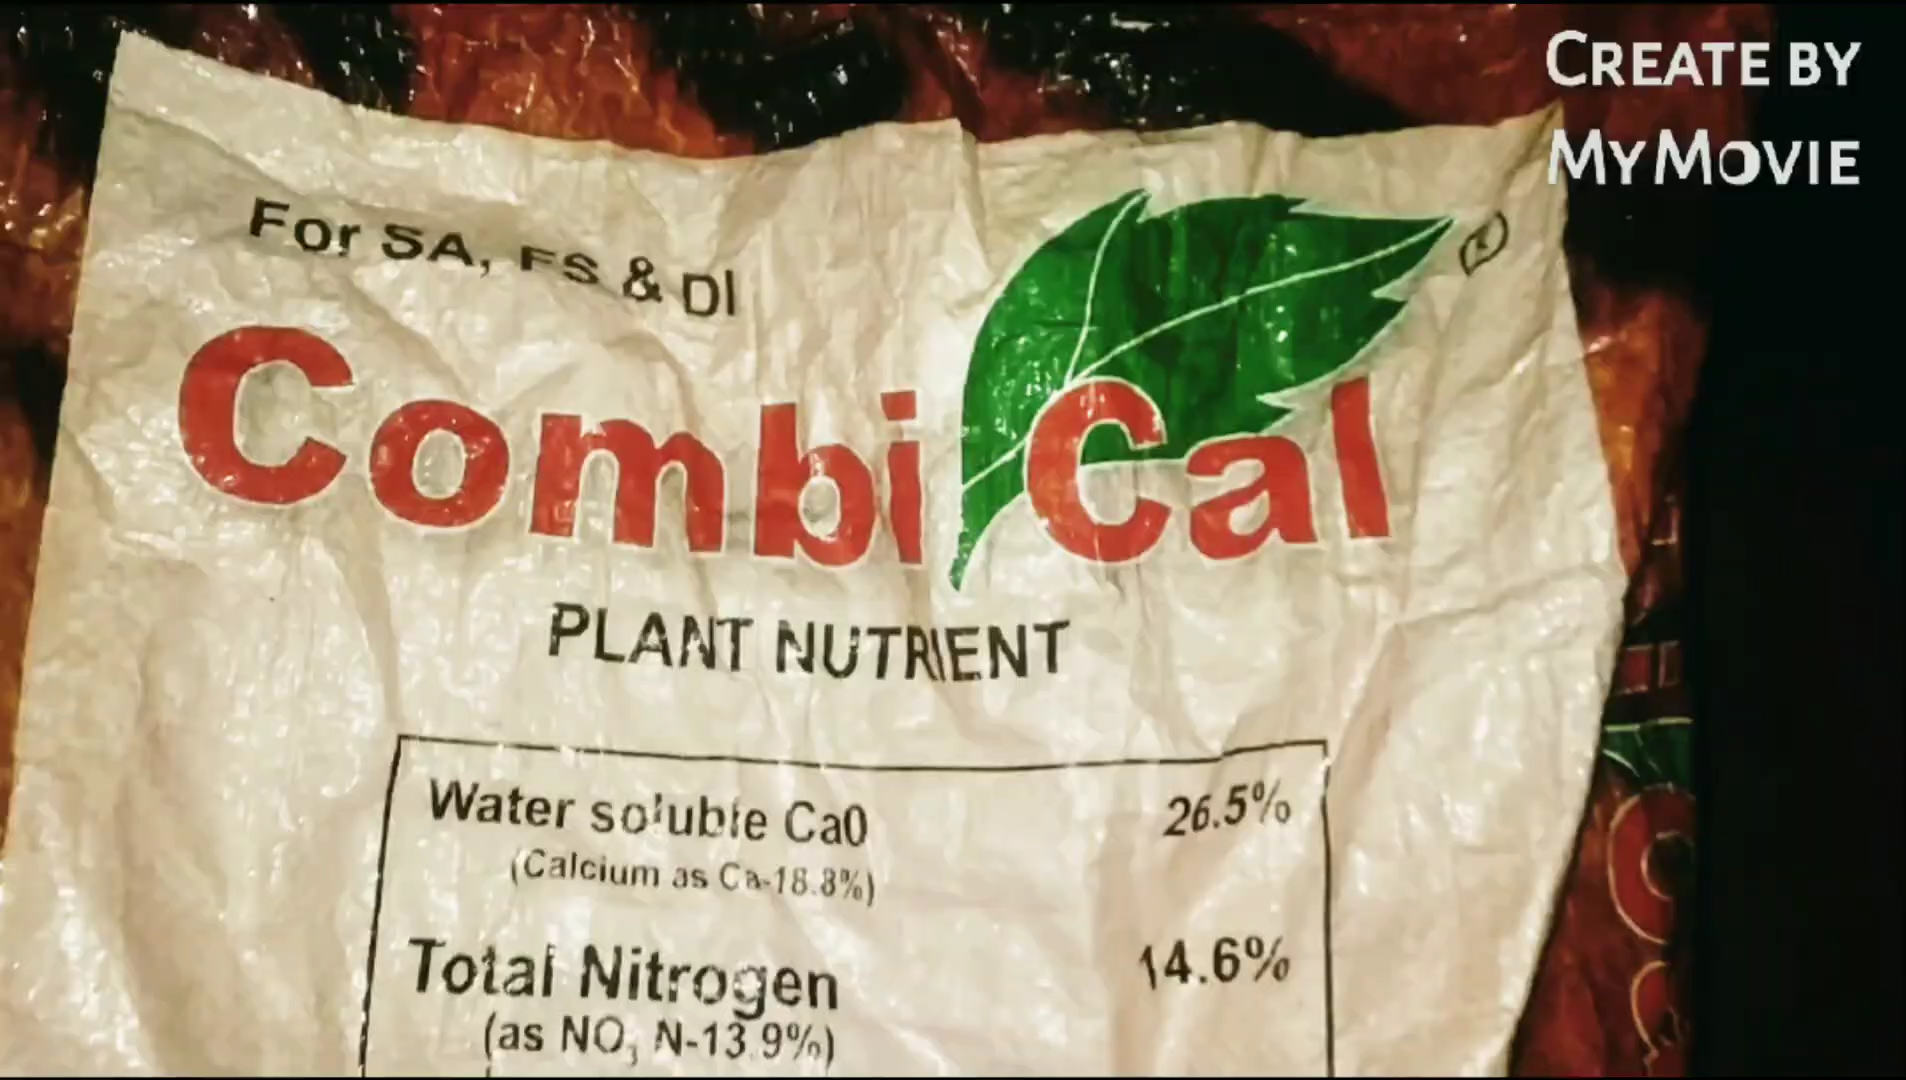 CREATE BY
MYMOVIE
For SA, FS & DI
Combi Cal
PLANT NUTRIENT
Water soluble CaO 26.5%
(Calcium as Ca-18.8%)
Total Nitrogen 14.6%
(as NO3 N-13.9%)